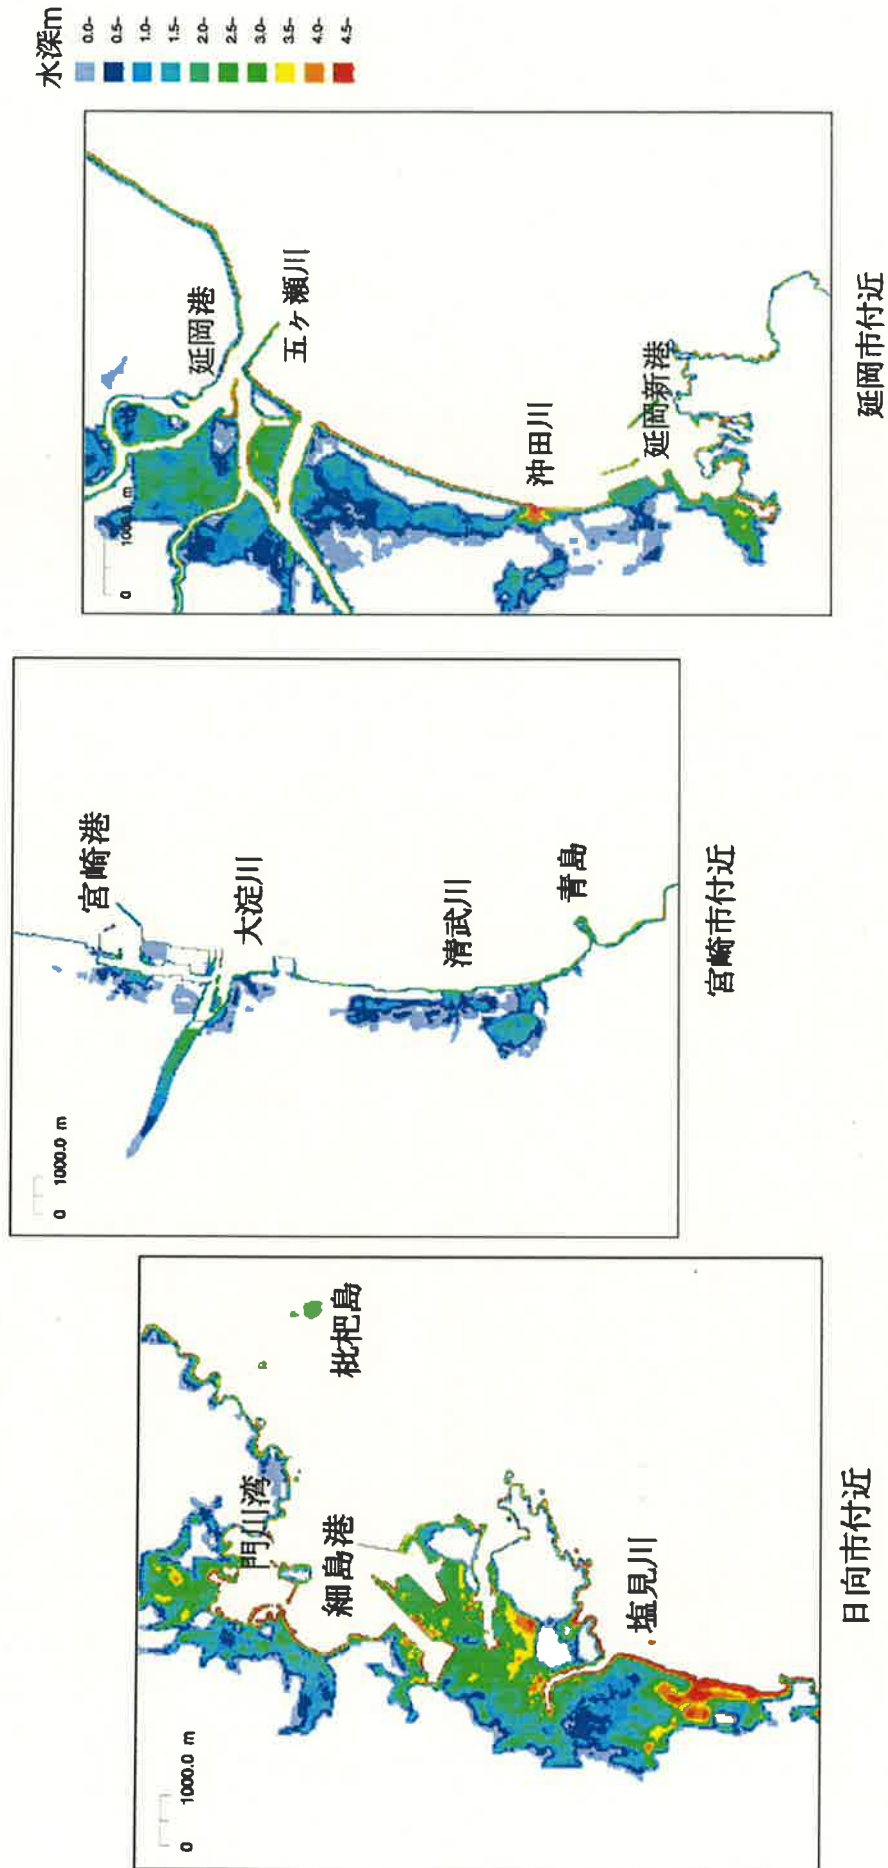 水深m
0.0-
0.5-
1.0-
1.5-
2.0-
2.5-
3.0-
3.5-
4.0-
4.5-
延岡港
五ヶ瀬川
沖田川
延岡新港
0 1000.0 m
延岡市付近
宮崎港
大淀川
清武川
青島
0 1000.0 m
宮崎市付近
門川湾
枇杷島
細島港
塩見川
0 1000.0 m
日向市付近